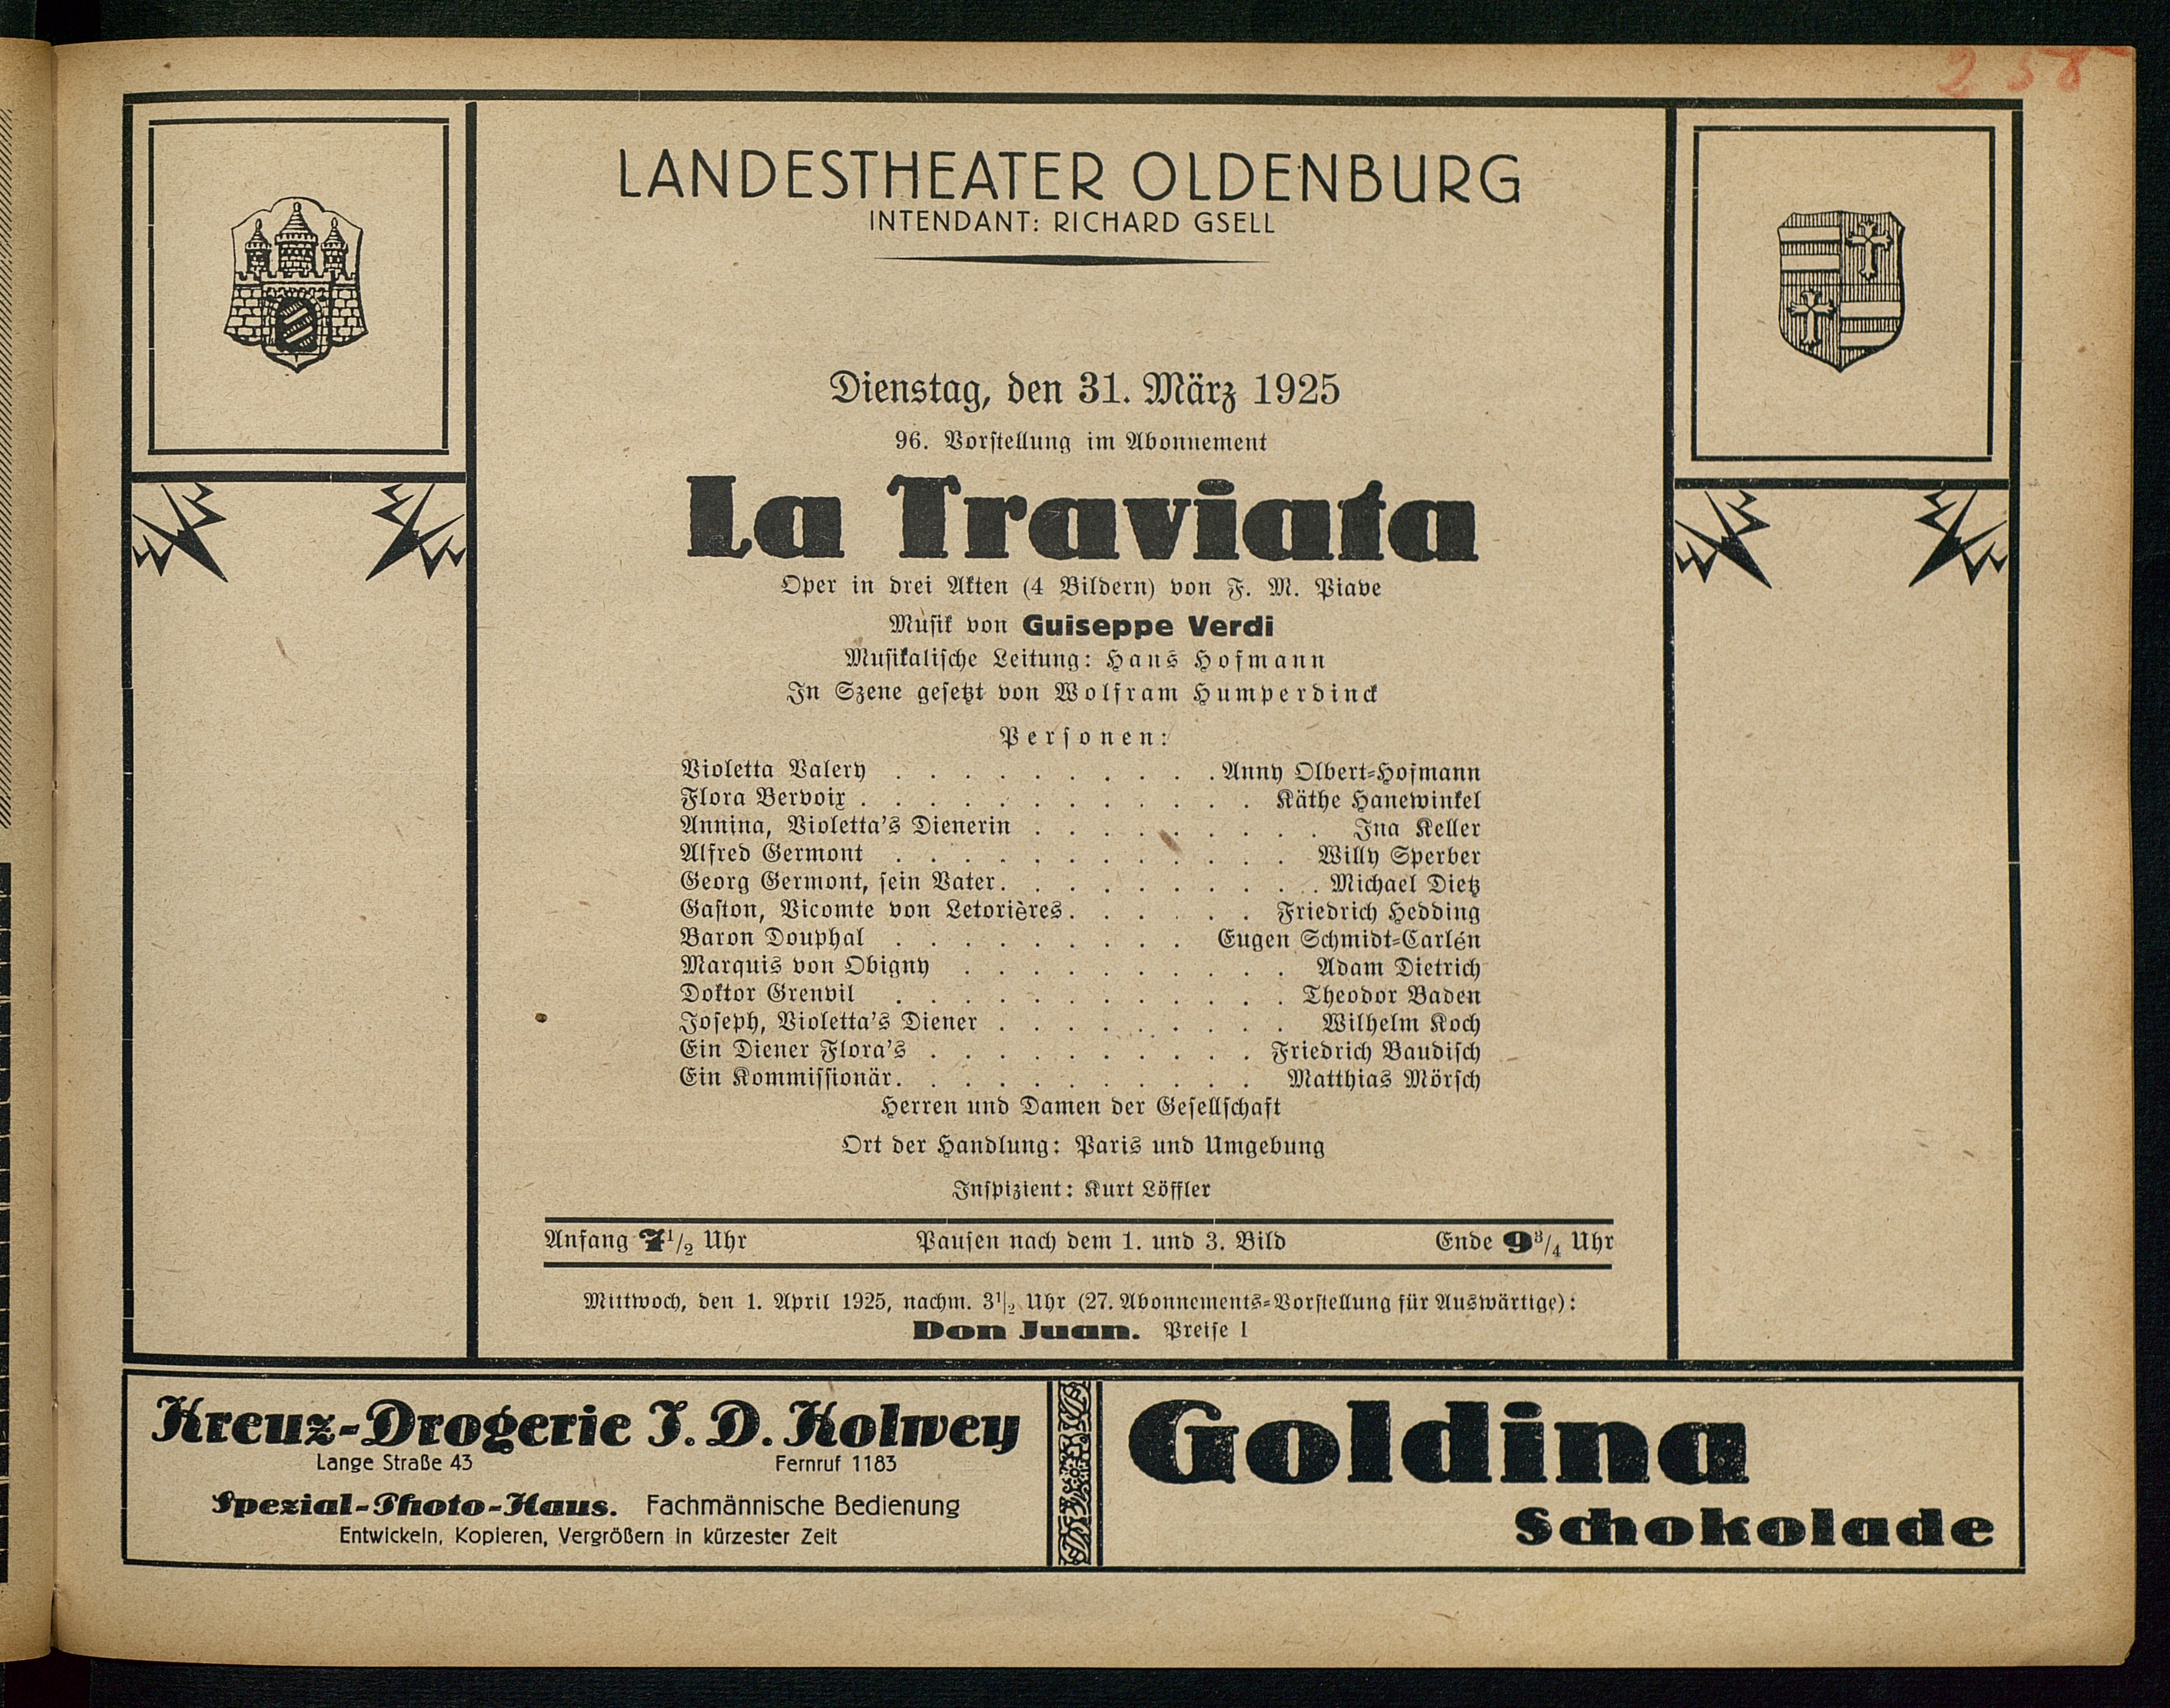 258
LANDESTHEATER OLDENBURG
INTENDANT: RICHARD GSELL
Dienstag, den 31. März 1925
96. Vorstellung im Abonnement
La Traviata
Oper in drei Akten (4 Bildern) von F. M. Piave
Musik von Guiseppe Verdi
Musikalische Leitung: Hans Hofmann
In Szene gesetzt von Wolfram Humperdinck
Personen:
Violetta Valery . . . . . . . . . . Anny Olbert-Hofmann
Flora Bervoix . . . . . . . . . . . . Käthe Hanewinkel
Annina, Violetta's Dienerin . . . . . . . . . Ina Keller
Alfred Germont . . . . . . . . . . . . Willy Sperber
Georg Germont, sein Vater . . . . . . . . . . Michael Dietz
Gaston, Vicomte von Letorières . . . . . . Friedrich Hedding
Baron Douphal . . . . . . . . . Eugen Schmidt-Carlén
Marquis von Obigny . . . . . . . . . . Adam Dietrich
Doktor Grenvil . . . . . . . . . . . . Theodor Baden
Joseph, Violetta's Diener . . . . . . . . . Wilhelm Koch
Ein Diener Flora's . . . . . . . . . . Friedrich Baudisch
Ein Kommissionär . . . . . . . . . . . Matthias Mörsch
Herren und Damen der Gesellschaft
Ort der Handlung: Paris und Umgebung
Inspizient: Kurt Löffler
Anfang 7 1/2 Uhr Pausen nach dem 1. und 3. Bild Ende 9 3/4 Uhr
Mittwoch, den 1. April 1925, nachm. 3 1/2 Uhr (27. Abonnements-Vorstellung für Auswärtige):
Don Juan. Preise I
Kreuz-Drogerie J. D. Kolwey
Lange Straße 43 Fernruf 1183
Spezial-Photo-Haus. Fachmännische Bedienung
Entwickeln, Kopieren, Vergrößern in kürzester Zeit
Goldina
Schokolade